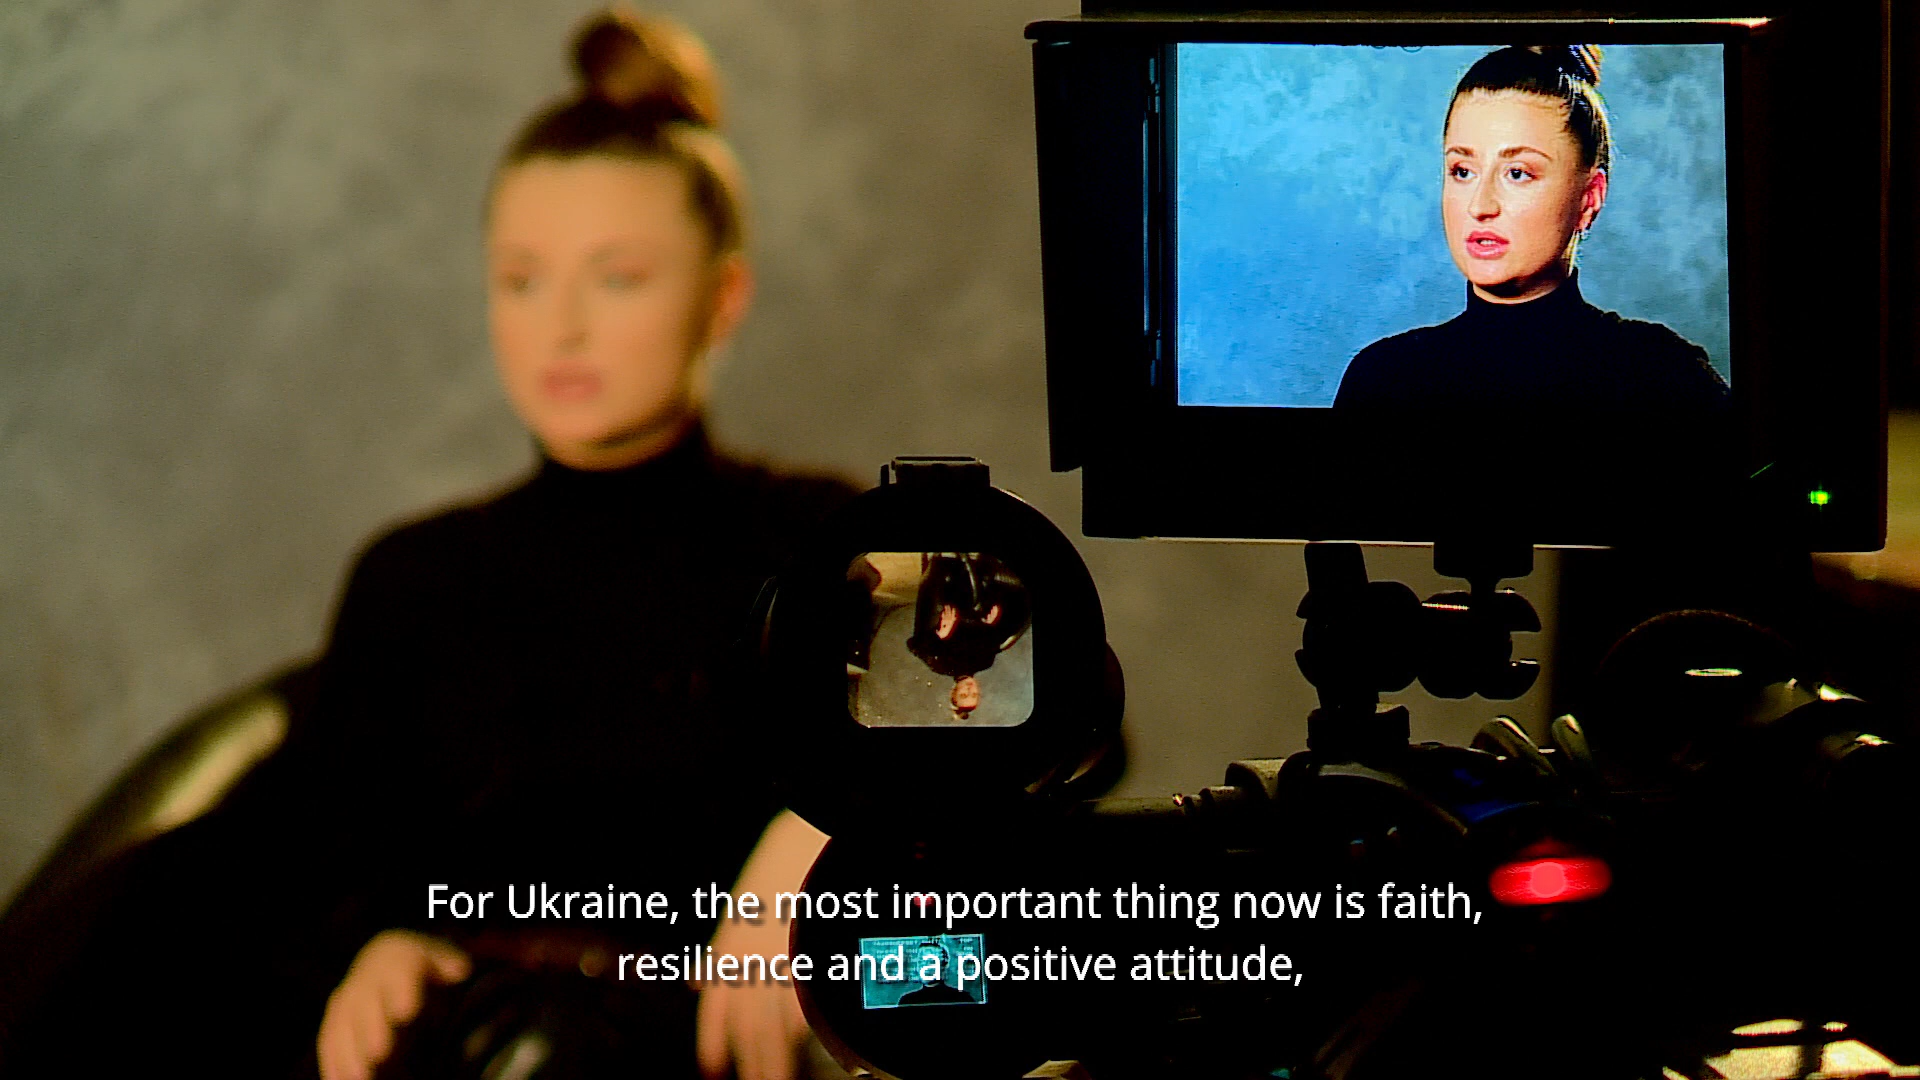 For Ukraine, the most important thing now is faith,
resilience and a positive attitude,